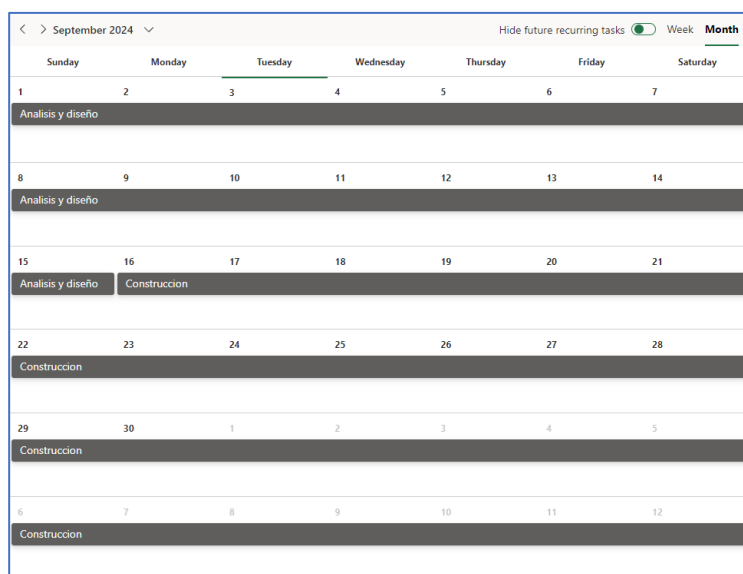 September 2024
Hide future recurring tasks Week Month
Sunday Monday Tuesday Wednesday Thursday Friday Saturday
1 2 3 4 5 6 7
Analisis y diseño
8 9 10 11 12 13 14
Analisis y diseño
15 16 17 18 19 20 21
Analisis y diseño Construccion
22 23 24 25 26 27 28
Construccion
29 30 1 2 3 4 5
Construccion
6 7 8 9 10 11 12
Construccion